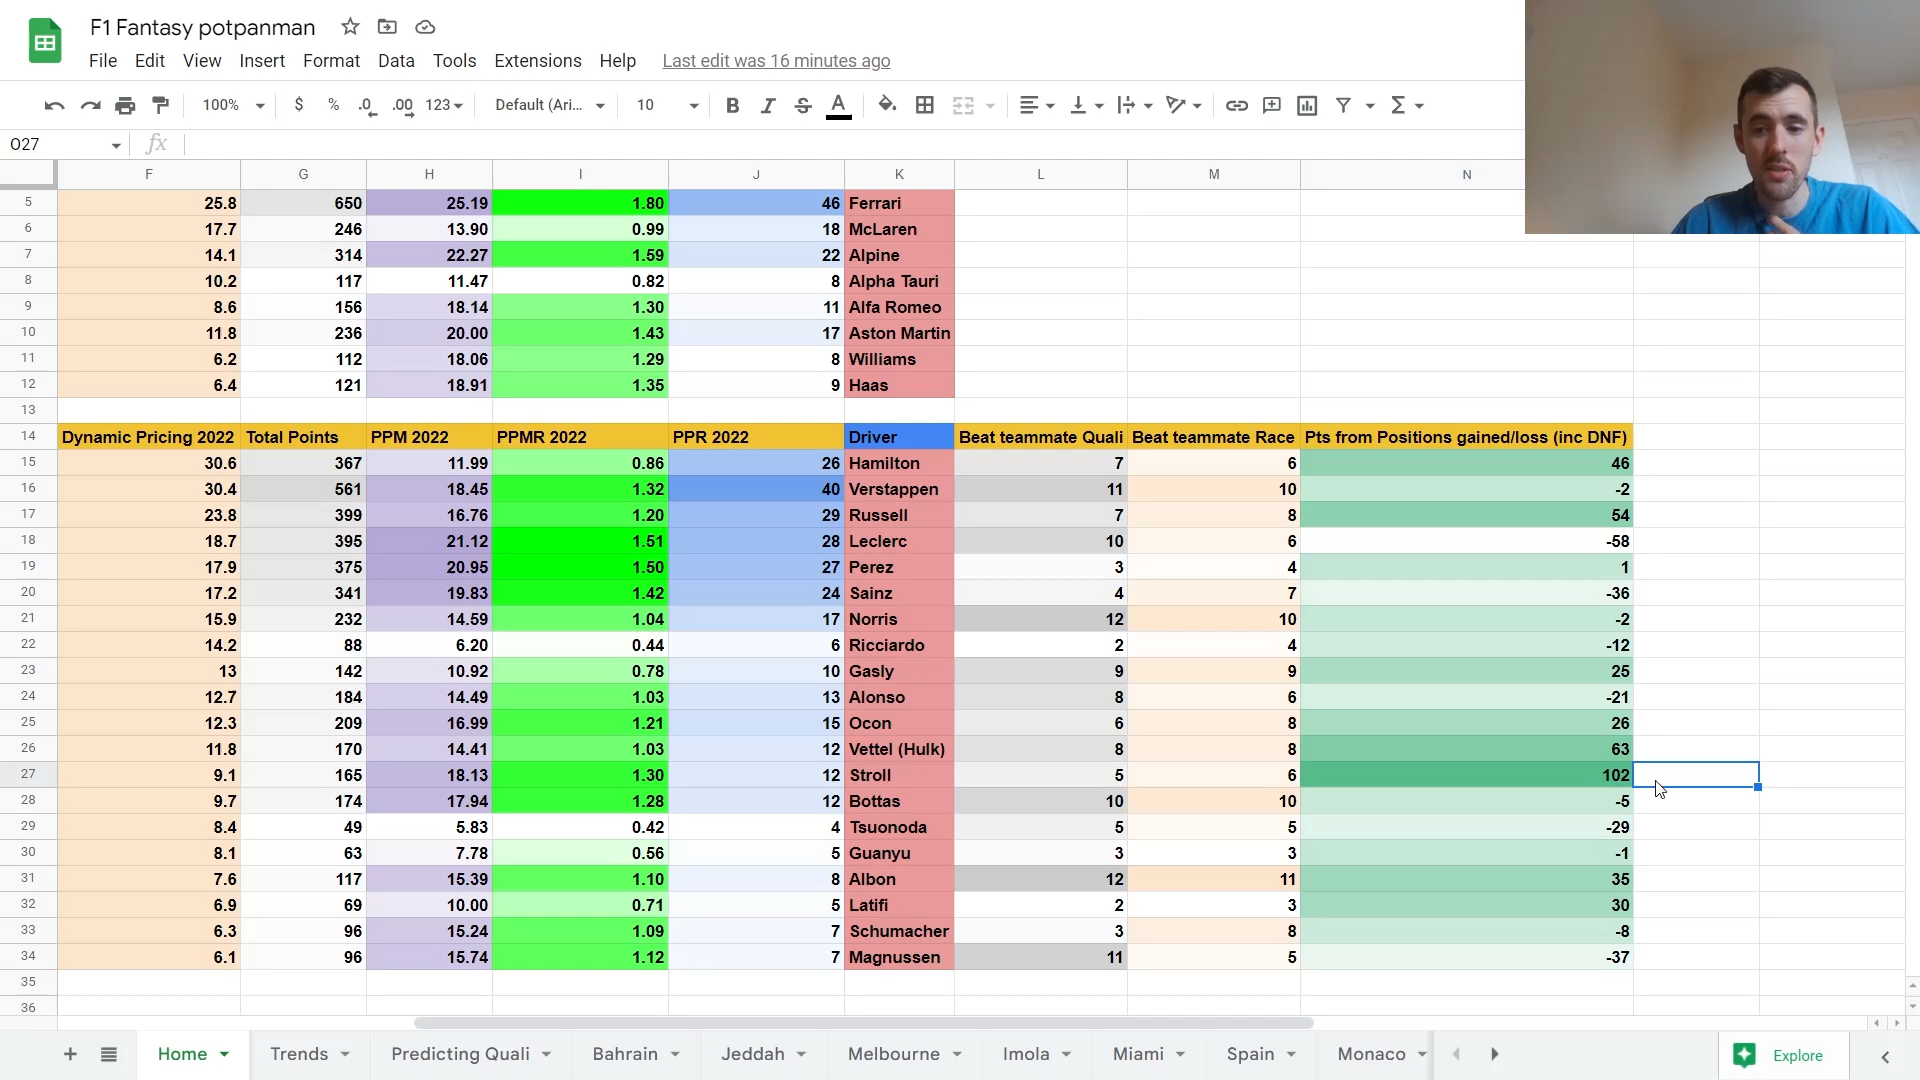 F1 Fantasy potpanman
File Edit View Insert Format Data Tools Extensions Help Last edit was 16 minutes ago
100% $ % .0 .00 123 Default (Ari... 10 B I S A
O27 fx
F G H I J K L M N
5 25.8 650 25.19 1.80 46 Ferrari
6 17.7 246 13.90 0.99 18 McLaren
7 14.1 314 22.27 1.59 22 Alpine
8 10.2 117 11.47 0.82 8 Alpha Tauri
9 8.6 156 18.14 1.30 11 Alfa Romeo
10 11.8 236 20.00 1.43 17 Aston Martin
11 6.2 112 18.06 1.29 8 Williams
12 6.4 121 18.91 1.35 9 Haas
13
14 Dynamic Pricing 2022 Total Points PPM 2022 PPMR 2022 PPR 2022 Driver Beat teammate Quali Beat teammate Race Pts from Positions gained/loss (inc DNF)
15 30.6 367 11.99 0.86 26 Hamilton 7 6 46
16 30.4 561 18.45 1.32 40 Verstappen 11 10 -2
17 23.8 399 16.76 1.20 29 Russell 7 8 54
18 18.7 395 21.12 1.51 28 Leclerc 10 6 -58
19 17.9 375 20.95 1.50 27 Perez 3 4 1
20 17.2 341 19.83 1.42 24 Sainz 4 7 -36
21 15.9 232 14.59 1.04 17 Norris 12 10 -2
22 14.2 88 6.20 0.44 6 Ricciardo 2 4 -12
23 13 142 10.92 0.78 10 Gasly 9 9 25
24 12.7 184 14.49 1.03 13 Alonso 8 6 -21
25 12.3 209 16.99 1.21 15 Ocon 6 8 26
26 11.8 170 14.41 1.03 12 Vettel (Hulk) 8 8 63
27 9.1 165 18.13 1.30 12 Stroll 5 6 102
28 9.7 174 17.94 1.28 12 Bottas 10 10 -5
29 8.4 49 5.83 0.42 4 Tsuonoda 5 5 -29
30 8.1 63 7.78 0.56 5 Guanyu 3 3 -1
31 7.6 117 15.39 1.10 8 Albon 12 11 35
32 6.9 69 10.00 0.71 5 Latifi 2 3 30
33 6.3 96 15.24 1.09 7 Schumacher 3 8 -8
34 6.1 96 15.74 1.12 7 Magnussen 11 5 -37
35
36
Home Trends Predicting Quali Bahrain Jeddah Melbourne Imola Miami Spain Monaco Explore